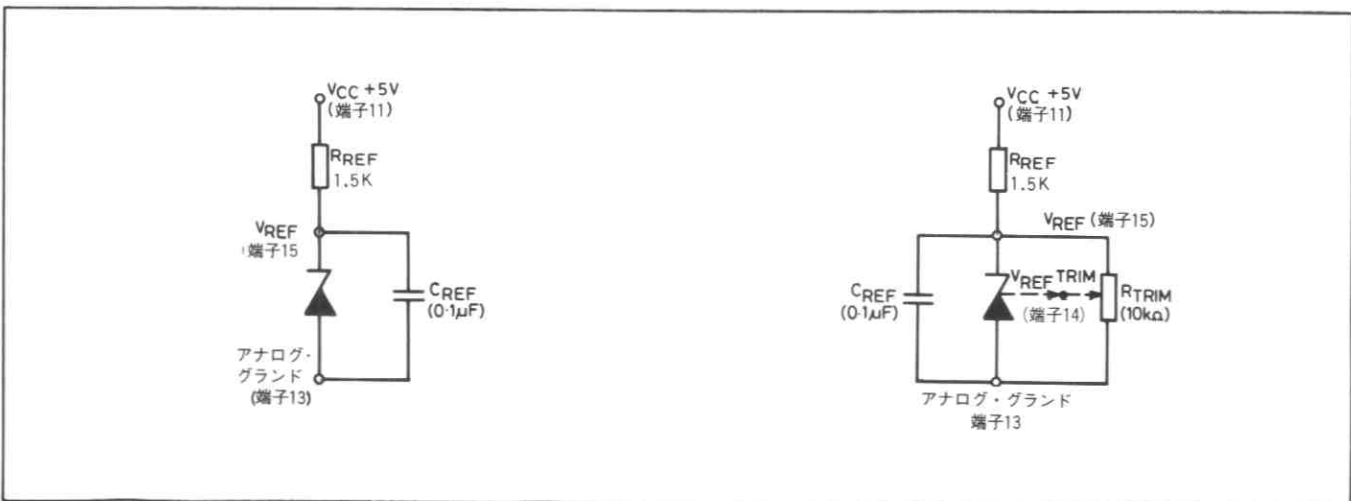 VCC +5V
(端子11)
RREF
1.5K
VREF
端子15
CREF
(0·1μF)
アナログ・
グランド
(端子13)
VCC +5V
(端子11)
RREF
1.5K
VREF (端子15)
CREF
(0·1μF)
VREF TRIM
(端子14)
RTRIM
(10kΩ)
アナログ・グランド
端子13